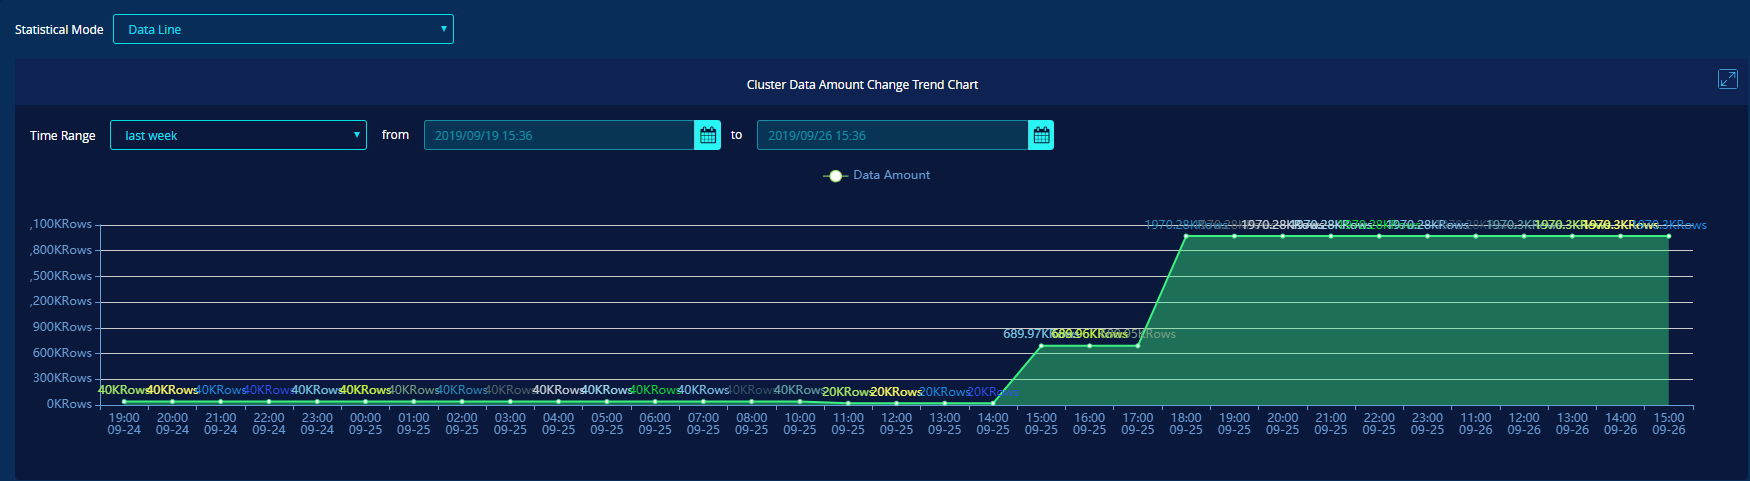 Statistical Mode Data Line
Cluster Data Amount Change Trend Chart
Time Range last week from 2019/09/19 15:36 to 2019/09/26 15:36
Data Amount
,100KRows
,800KRows
,500KRows
,200KRows
900KRows
600KRows
300KRows
0KRows
40KRows 40KRows 40KRows 40KRows 40KRows 40KRows 40KRows 40KRows 40KRows 40KRows 40KRows 40KRows 40KRows 40KRows 40KRows 20KRows 20KRows 20KRows 20KRows
689.97KRows 689.96KRows 689.95KRows
1970.28KRows 1970.28KRows 1970.28KRows 1970.28KRows 1970.28KRows 1970.28KRows 1970.28KRows 1970.3KRows 1970.3KRows 1970.3KRows 1970.3KRows
19:00 20:00 21:00 22:00 23:00 00:00 01:00 02:00 03:00 04:00 05:00 06:00 07:00 08:00 10:00 11:00 12:00 13:00 14:00 15:00 16:00 17:00 18:00 19:00 20:00 21:00 22:00 23:00 11:00 12:00 13:00 14:00 15:00
09-24 09-24 09-24 09-24 09-24 09-25 09-25 09-25 09-25 09-25 09-25 09-25 09-25 09-25 09-25 09-25 09-25 09-25 09-25 09-25 09-25 09-25 09-25 09-25 09-25 09-25 09-25 09-25 09-26 09-26 09-26 09-26 09-26